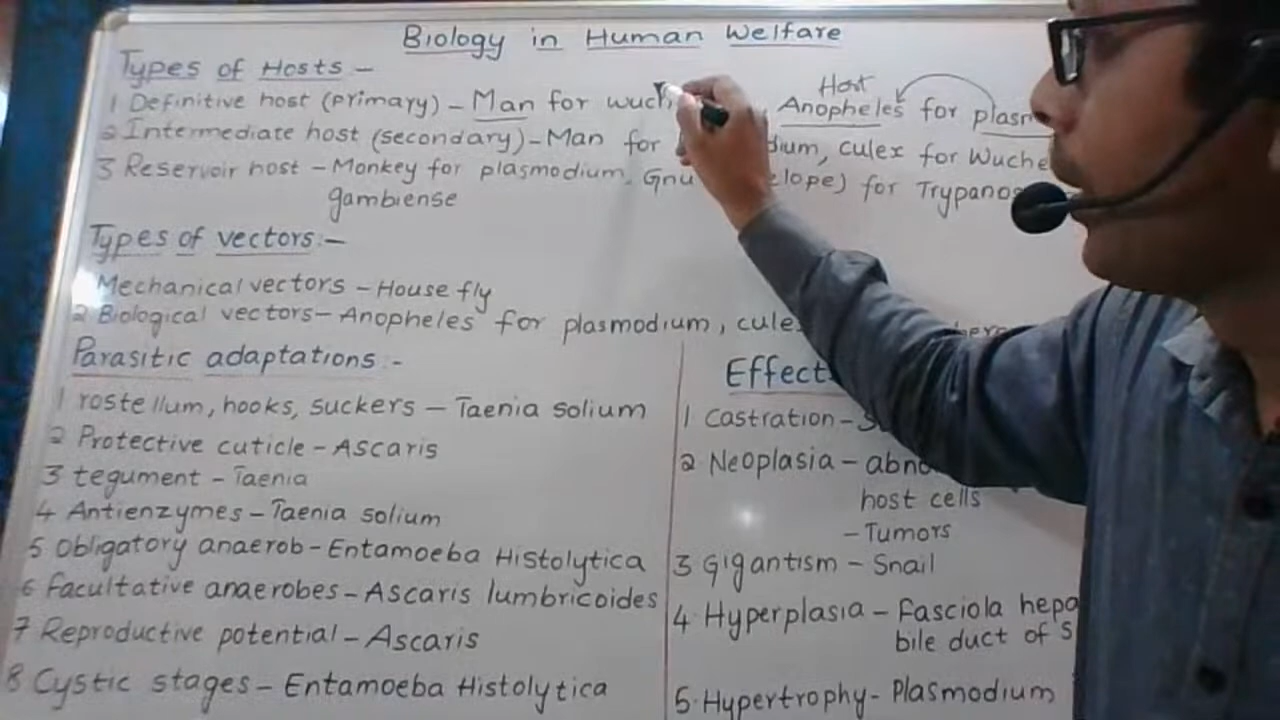 Biology in Human Welfare
Types of Hosts -
Host
1 Definitive host (primary) - Man for wuch Anopheles for plasm
2 Intermediate host (secondary) - Man for dium, culex for Wuche
3 Reservoir host - Monkey for plasmodium, Gnu elope) for Trypanos
gambiense
Types of vectors :-
Mechanical vectors - House fly
2 Biological vectors - Anopheles for plasmodium, cule
Parasitic adaptations :-
1 rostellum, hooks, suckers - Taenia solium
2 Protective cuticle - Ascaris
3 tegument - Taenia
4 Antienzymes - Taenia solium
5 Obligatory anaerob - Entamoeba Histolytica
6 Facultative anaerobes - Ascaris lumbricoides
7 Reproductive potential - Ascaris
8 Cystic stages - Entamoeba Histolytica
Effect
1 Castration -
2 Neoplasia - abno
host cells
- Tumors
3 Gigantism - Snail
4 Hyperplasia - Fasciola hepa
bile duct of S
5. Hypertrophy - Plasmodium